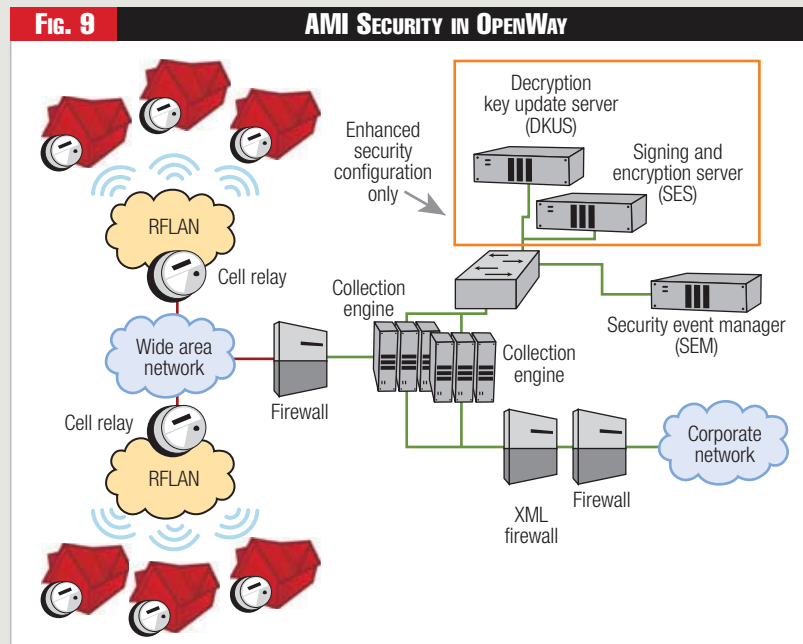 FIG. 9
AMI SECURITY IN OPENWAY
Decryption
key update server
(DKUS)
Enhanced
security
configuration
only
Signing and
encryption server
(SES)
RFLAN
Cell relay
Collection
engine
Security event manager
(SEM)
Wide area
network
Collection
engine
Firewall
Cell relay
Corporate
network
RFLAN
XML
firewall
Firewall